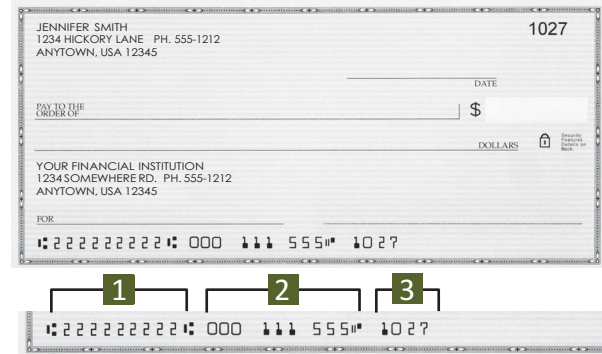 JENNIFER SMITH 1027
1234 HICKORY LANE PH. 555-1212
ANYTOWN, USA 12345
DATE
PAY TO THE
ORDER OF $
DOLLARS
Security
Features
Details on
Back
YOUR FINANCIAL INSTITUTION
1234 SOMEWHERE RD. PH. 555-1212
ANYTOWN, USA 12345
FOR
⑆222222222⑆ 000 111 555⑈ 1027
1 2 3
⑆222222222⑆ 000 111 555⑈ 1027